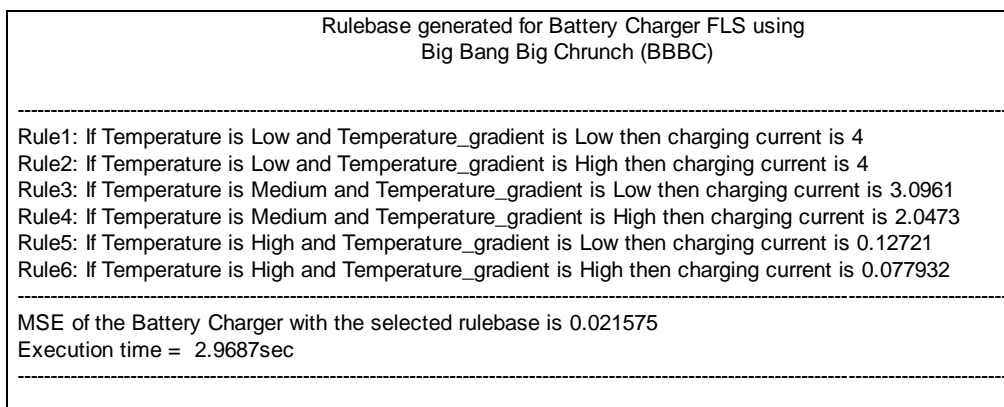 Rulebase generated for Battery Charger FLS using
Big Bang Big Chrunch (BBBC)
--------------------------------------------------------------------------------
Rule1: If Temperature is Low and Temperature_gradient is Low then charging current is 4
Rule2: If Temperature is Low and Temperature_gradient is High then charging current is 4
Rule3: If Temperature is Medium and Temperature_gradient is Low then charging current is 3.0961
Rule4: If Temperature is Medium and Temperature_gradient is High then charging current is 2.0473
Rule5: If Temperature is High and Temperature_gradient is Low then charging current is 0.12721
Rule6: If Temperature is High and Temperature_gradient is High then charging current is 0.077932
--------------------------------------------------------------------------------
MSE of the Battery Charger with the selected rulebase is 0.021575
Execution time =  2.9687sec
--------------------------------------------------------------------------------